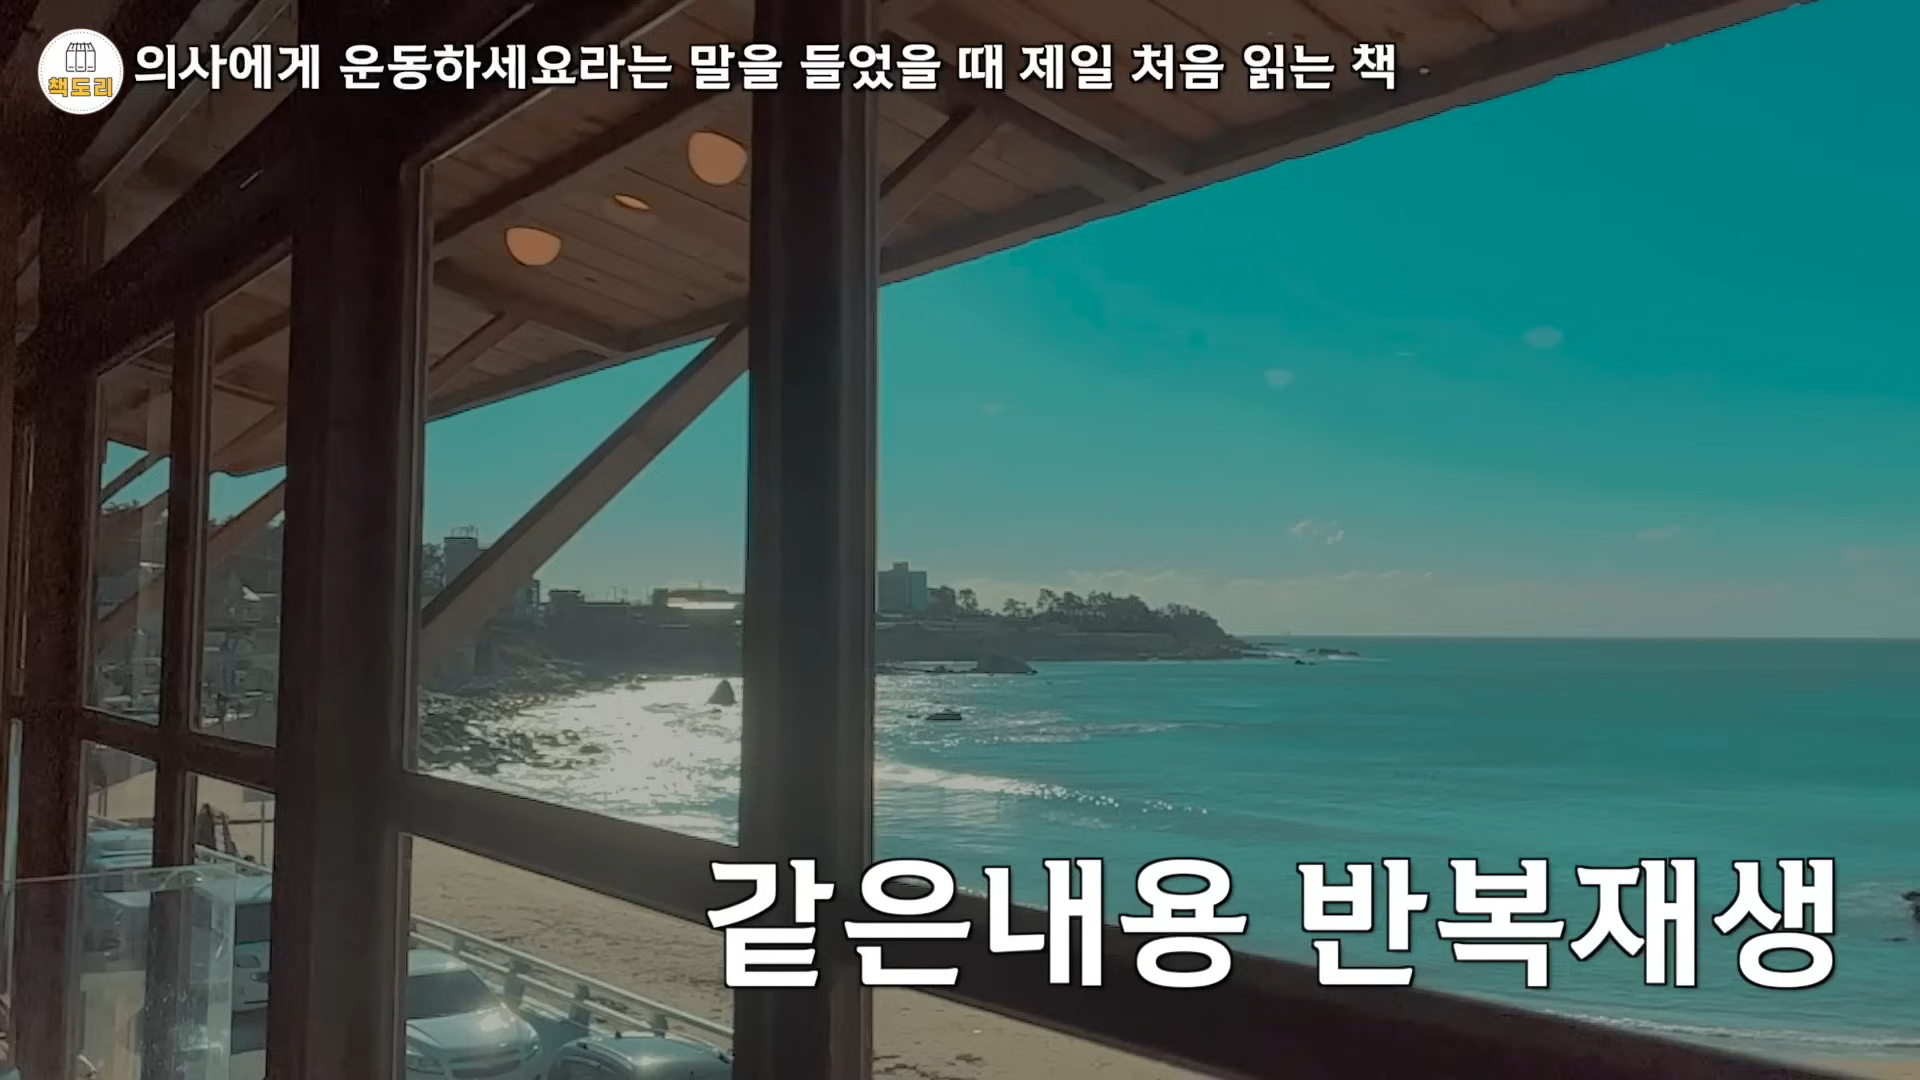 책도리
의사에게 운동하세요라는 말을 들었을 때 제일 처음 읽는 책
같은내용 반복재생